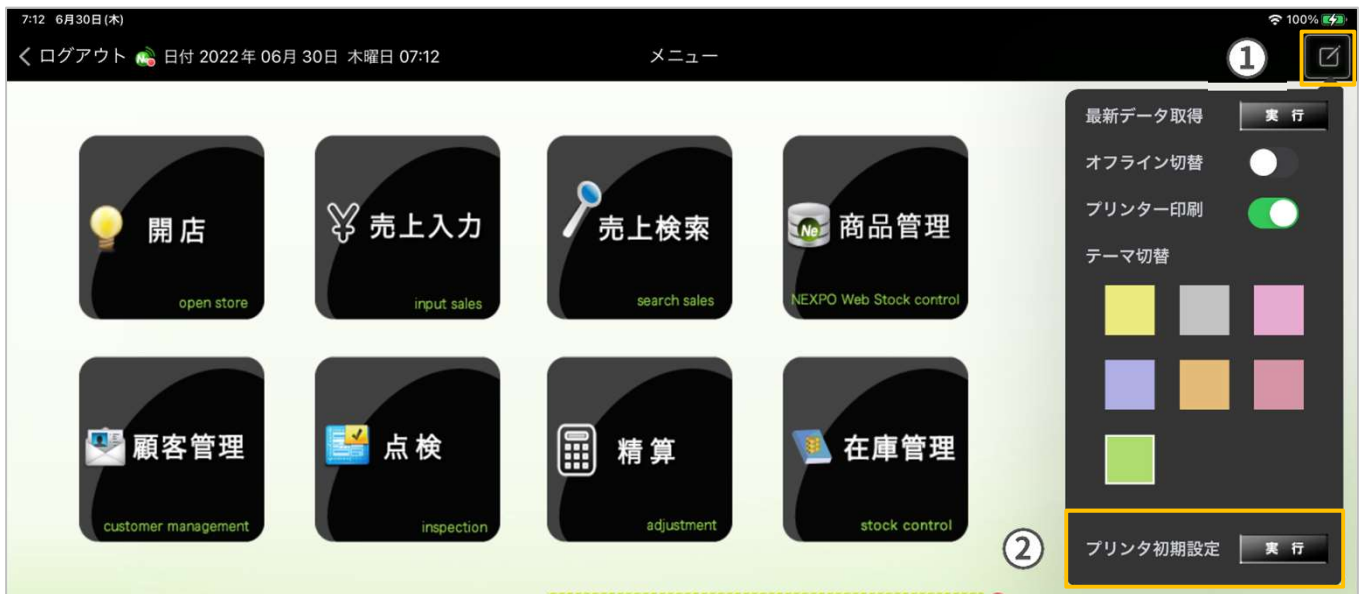 7:12 6月30日(木)
100%
ログアウト Ne 日付 2022年 06月 30日 木曜日 07:12
メニュー
①
最新データ取得 実行
オフライン切替
プリンター印刷
テーマ切替
開店
open store
売上入力
input sales
売上検索
search sales
Ne 商品管理
NEXPO Web Stock control
顧客管理
customer management
点検
inspection
精算
adjustment
在庫管理
stock control
②
プリンタ初期設定 実行